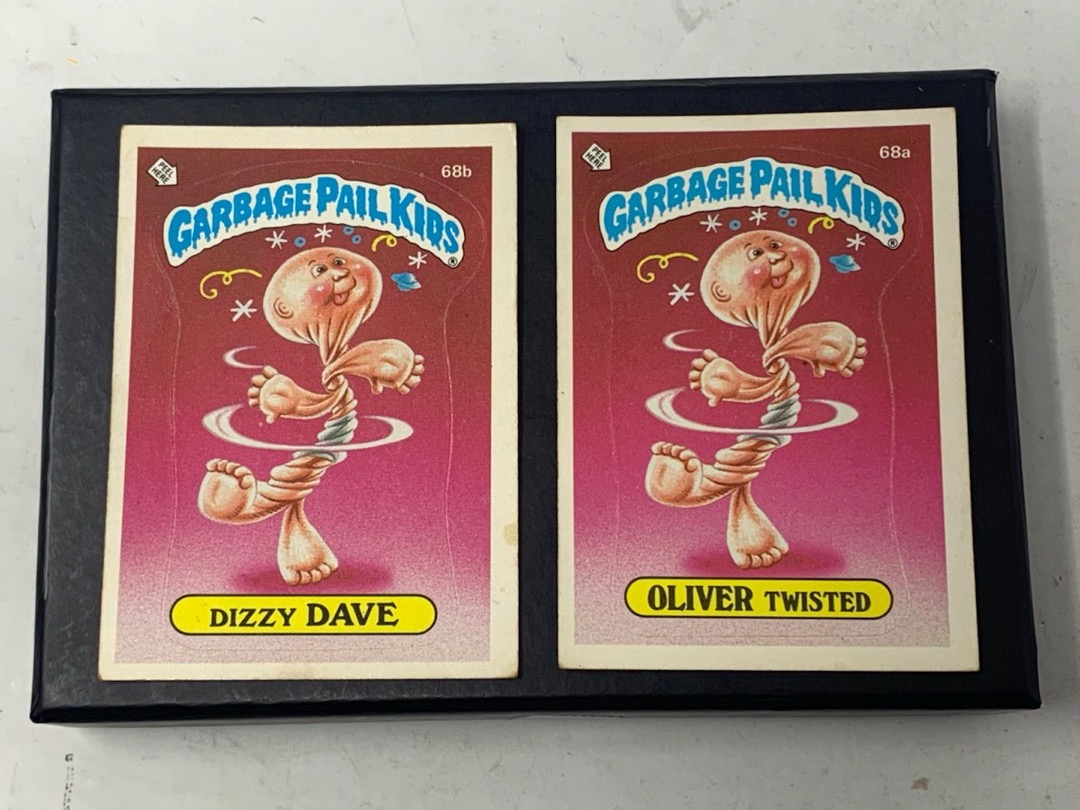 PEEL HERE
68b
GARBAGE PAIL KIDS®
DIZZY DAVE
PEEL HERE
68a
GARBAGE PAIL KIDS®
OLIVER TWISTED